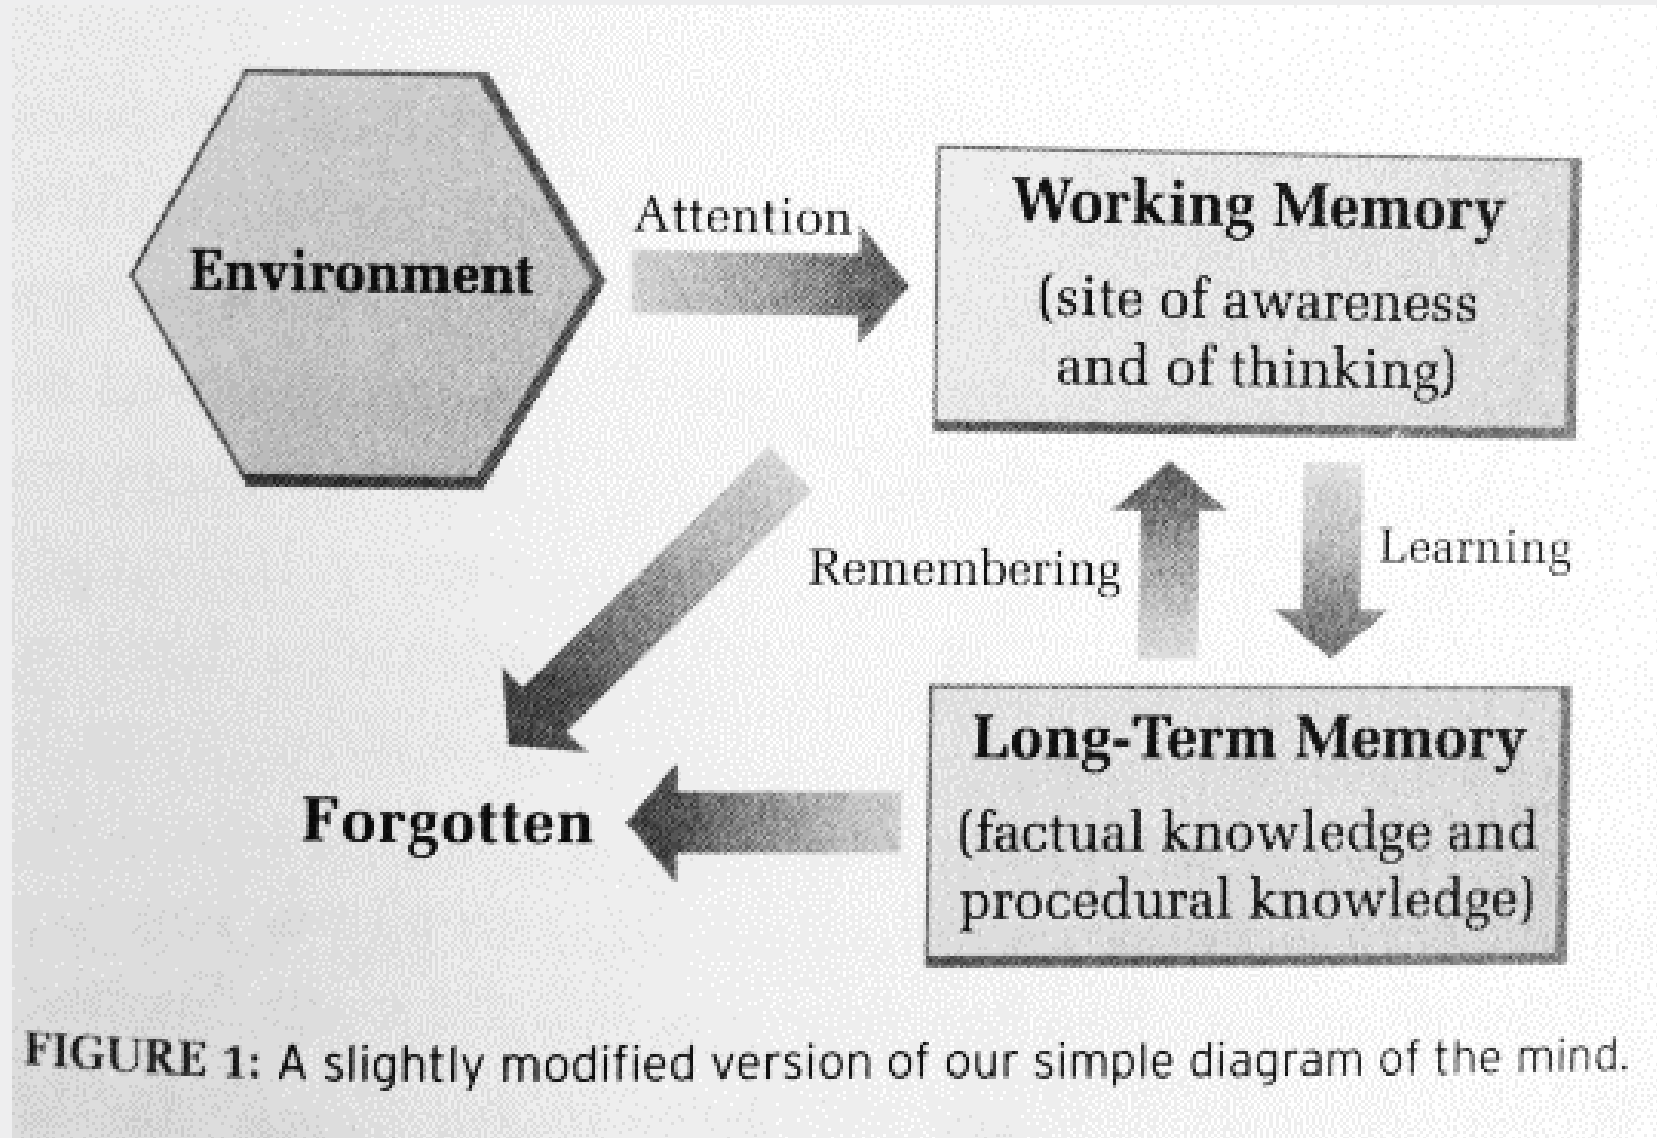 Environment
Attention
Working Memory
(site of awareness
and of thinking)
Remembering
Learning
Long-Term Memory
(factual knowledge and
procedural knowledge)
Forgotten
FIGURE 1: A slightly modified version of our simple diagram of the mind.